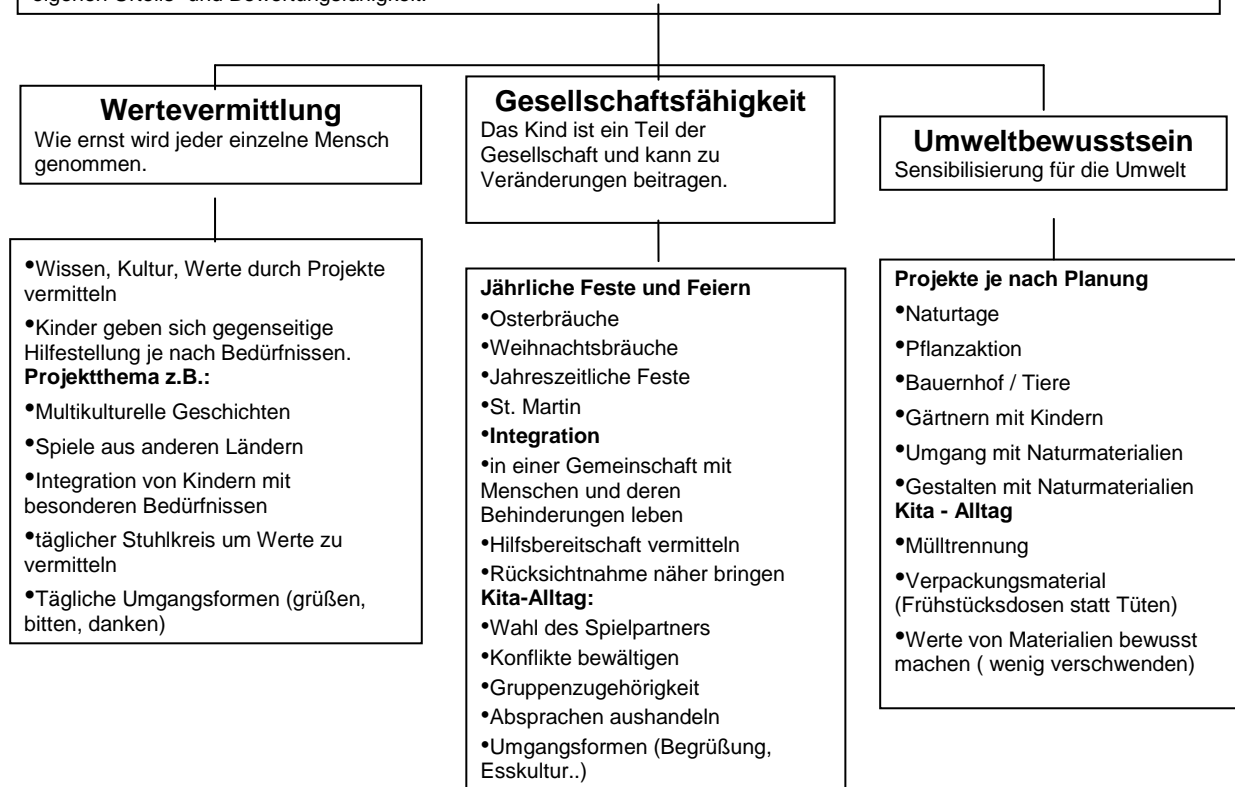 eigenen Urteils- und Bewertungsfähigkeit.
Wertevermittlung
Wie ernst wird jeder einzelne Mensch
genommen.
•Wissen, Kultur, Werte durch Projekte
vermitteln
•Kinder geben sich gegenseitige
Hilfestellung je nach Bedürfnissen.
Projektthema z.B.:
•Multikulturelle Geschichten
•Spiele aus anderen Ländern
•Integration von Kindern mit
besonderen Bedürfnissen
•täglicher Stuhlkreis um Werte zu
vermitteln
•Tägliche Umgangsformen (grüßen,
bitten, danken)
Gesellschaftsfähigkeit
Das Kind ist ein Teil der
Gesellschaft und kann zu
Veränderungen beitragen.
Jährliche Feste und Feiern
•Osterbräuche
•Weihnachtsbräuche
•Jahreszeitliche Feste
•St. Martin
•Integration
•in einer Gemeinschaft mit
Menschen und deren
Behinderungen leben
•Hilfsbereitschaft vermitteln
•Rücksichtnahme näher bringen
Kita-Alltag:
•Wahl des Spielpartners
•Konflikte bewältigen
•Gruppenzugehörigkeit
•Absprachen aushandeln
•Umgangsformen (Begrüßung,
Esskultur..)
Umweltbewusstsein
Sensibilisierung für die Umwelt
Projekte je nach Planung
•Naturtage
•Pflanzaktion
•Bauernhof / Tiere
•Gärtnern mit Kindern
•Umgang mit Naturmaterialien
•Gestalten mit Naturmaterialien
Kita - Alltag
•Mülltrennung
•Verpackungsmaterial
(Frühstücksdosen statt Tüten)
•Werte von Materialien bewusst
machen ( wenig verschwenden)